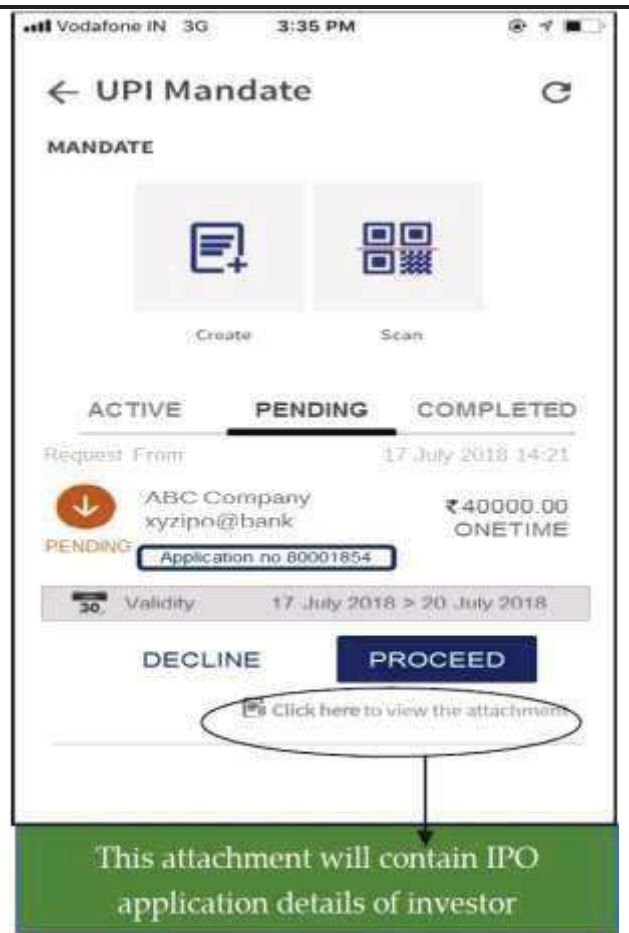 Vodafone IN 3G 3:35 PM
← UPI Mandate
MANDATE
Create Scan
ACTIVE PENDING COMPLETED
Request From 17 July 2018 14:21
ABC Company ₹40000.00
xyzipo@bank ONETIME
PENDING
Application no 80001854
30 Validity 17 July 2018 > 20 July 2018
DECLINE PROCEED
Click here to view the attachment
This attachment will contain IPO
application details of investor